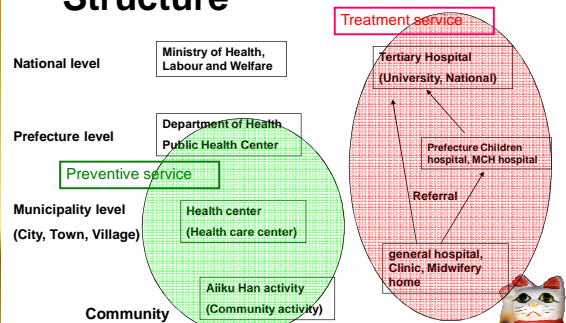 Structure
Treatment service
National level
Ministry of Health,
Labour and Welfare
Tertiary Hospital
(University, National)
Prefecture level
Department of Health
Public Health Center
Prefecture Children
hospital, MCH hospital
Preventive service
Referral
Municipality level
(City, Town, Village)
Health center
(Health care center)
general hospital,
Clinic, Midwifery
home
Aiiku Han activity
(Community activity)
Community